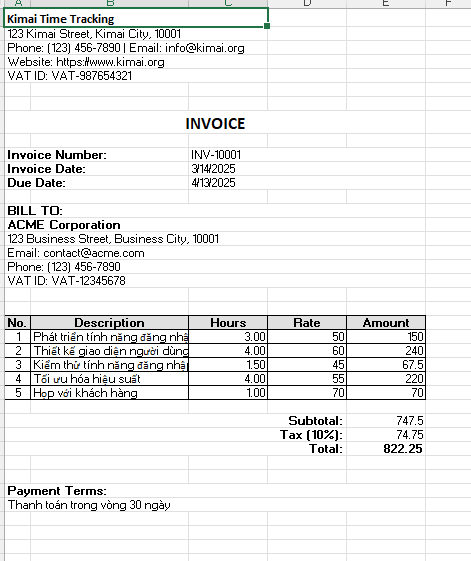 A B C D E F
Kimai Time Tracking
123 Kimai Street, Kimai City, 10001
Phone: (123) 456-7890 | Email: info@kimai.org
Website: https://www.kimai.org
VAT ID: VAT-987654321
INVOICE
Invoice Number: INV-10001
Invoice Date: 3/14/2025
Due Date: 4/13/2025
BILL TO:
ACME Corporation
123 Business Street, Business City, 10001
Email: contact@acme.com
Phone: (123) 456-7890
VAT ID: VAT-12345678
No. Description Hours Rate Amount
1 Phát triển tính năng đăng nhậ 3.00 50 150
2 Thiết kế giao diện người dùng 4.00 60 240
3 Kiểm thử tính năng đăng nhập 1.50 45 67.5
4 Tối ưu hóa hiệu suất 4.00 55 220
5 Họp với khách hàng 1.00 70 70
Subtotal: 747.5
Tax (10%): 74.75
Total: 822.25
Payment Terms:
Thanh toán trong vòng 30 ngày